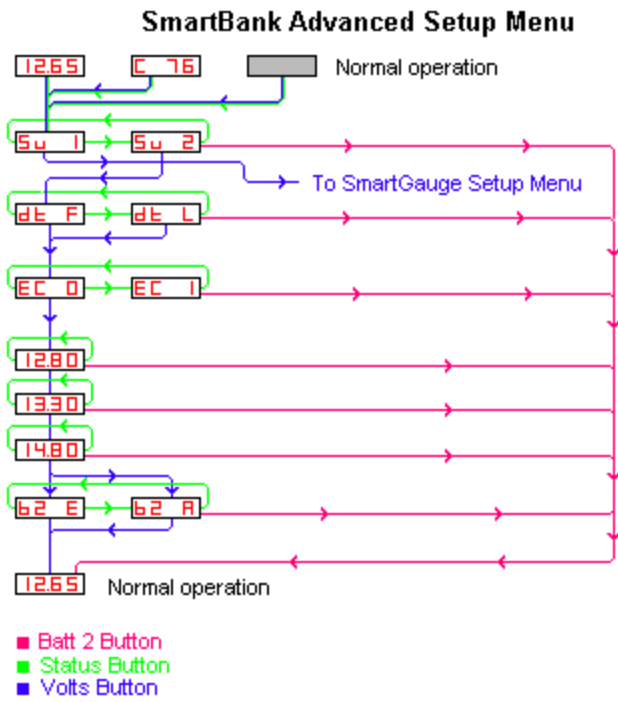 SmartBank Advanced Setup Menu
12.65 C 76 Normal operation
Su 1 Su 2
To SmartGauge Setup Menu
dt F dt L
EC 0 EC 1
12.80
13.30
14.80
b2 E b2 A
12.65 Normal operation
Batt 2 Button
Status Button
Volts Button